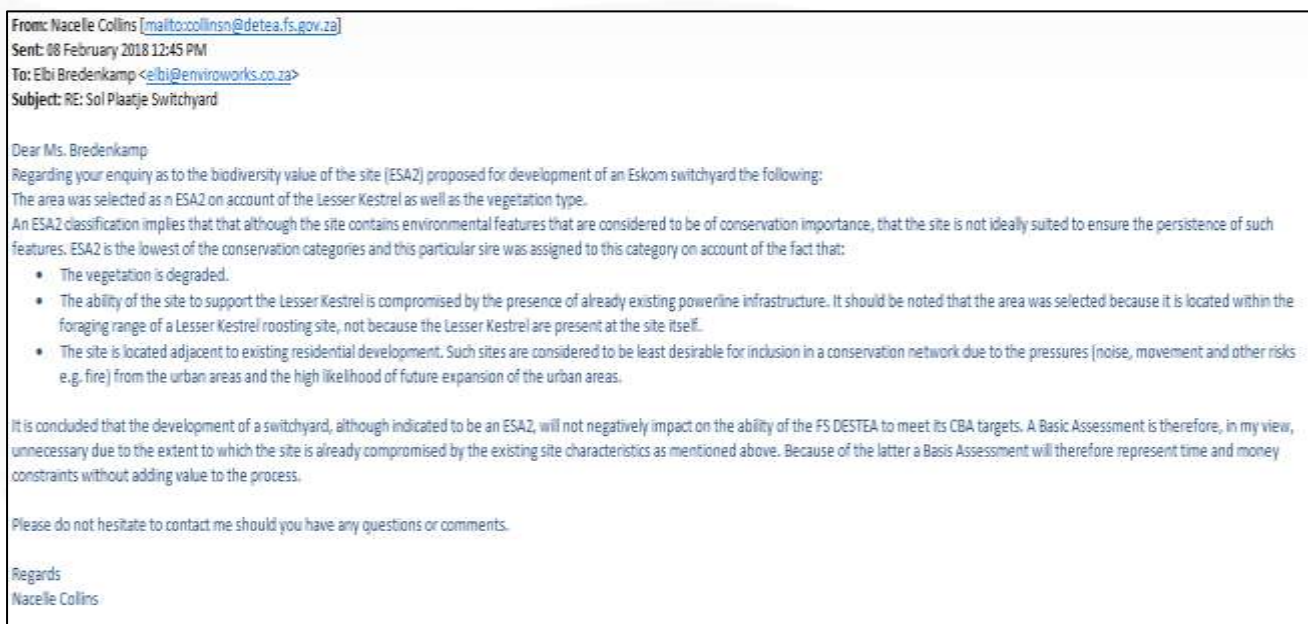 From: Nacelle Collins [mailto:collinsn@detea.fs.gov.za]
Sent: 08 February 2018 12:45 PM
To: Elbi Bredenkamp <elbi@enviroworks.co.za>
Subject: RE: Sol Plaatje Switchyard
Dear Ms. Bredenkamp
Regarding your enquiry as to the biodiversity value of the site (ESA2) proposed for development of an Eskom switchyard the following:
The area was selected as n ESA2 on account of the Lesser Kestrel as well as the vegetation type.
An ESA2 classification implies that that although the site contains environmental features that are considered to be of conservation importance, that the site is not ideally suited to ensure the persistence of such
features. ESA2 is the lowest of the conservation categories and this particular sire was assigned to this category on account of the fact that:
• The vegetation is degraded.
• The ability of the site to support the Lesser Kestrel is compromised by the presence of already existing powerline infrastructure. It should be noted that the area was selected because it is located within the
foraging range of a Lesser Kestrel roosting site, not because the Lesser Kestrel are present at the site itself.
• The site is located adjacent to existing residential development. Such sites are considered to be least desirable for inclusion in a conservation network due to the pressures (noise, movement and other risks
e.g. fire) from the urban areas and the high likelihood of future expansion of the urban areas.
It is concluded that the development of a switchyard, although indicated to be an ESA2, will not negatively impact on the ability of the FS DESTEA to meet its CBA targets. A Basic Assessment is therefore, in my view,
unnecessary due to the extent to which the site is already compromised by the existing site characteristics as mentioned above. Because of the latter a Basis Assessment will therefore represent time and money
constraints without adding value to the process.
Please do not hesitate to contact me should you have any questions or comments.
Regards
Nacelle Collins